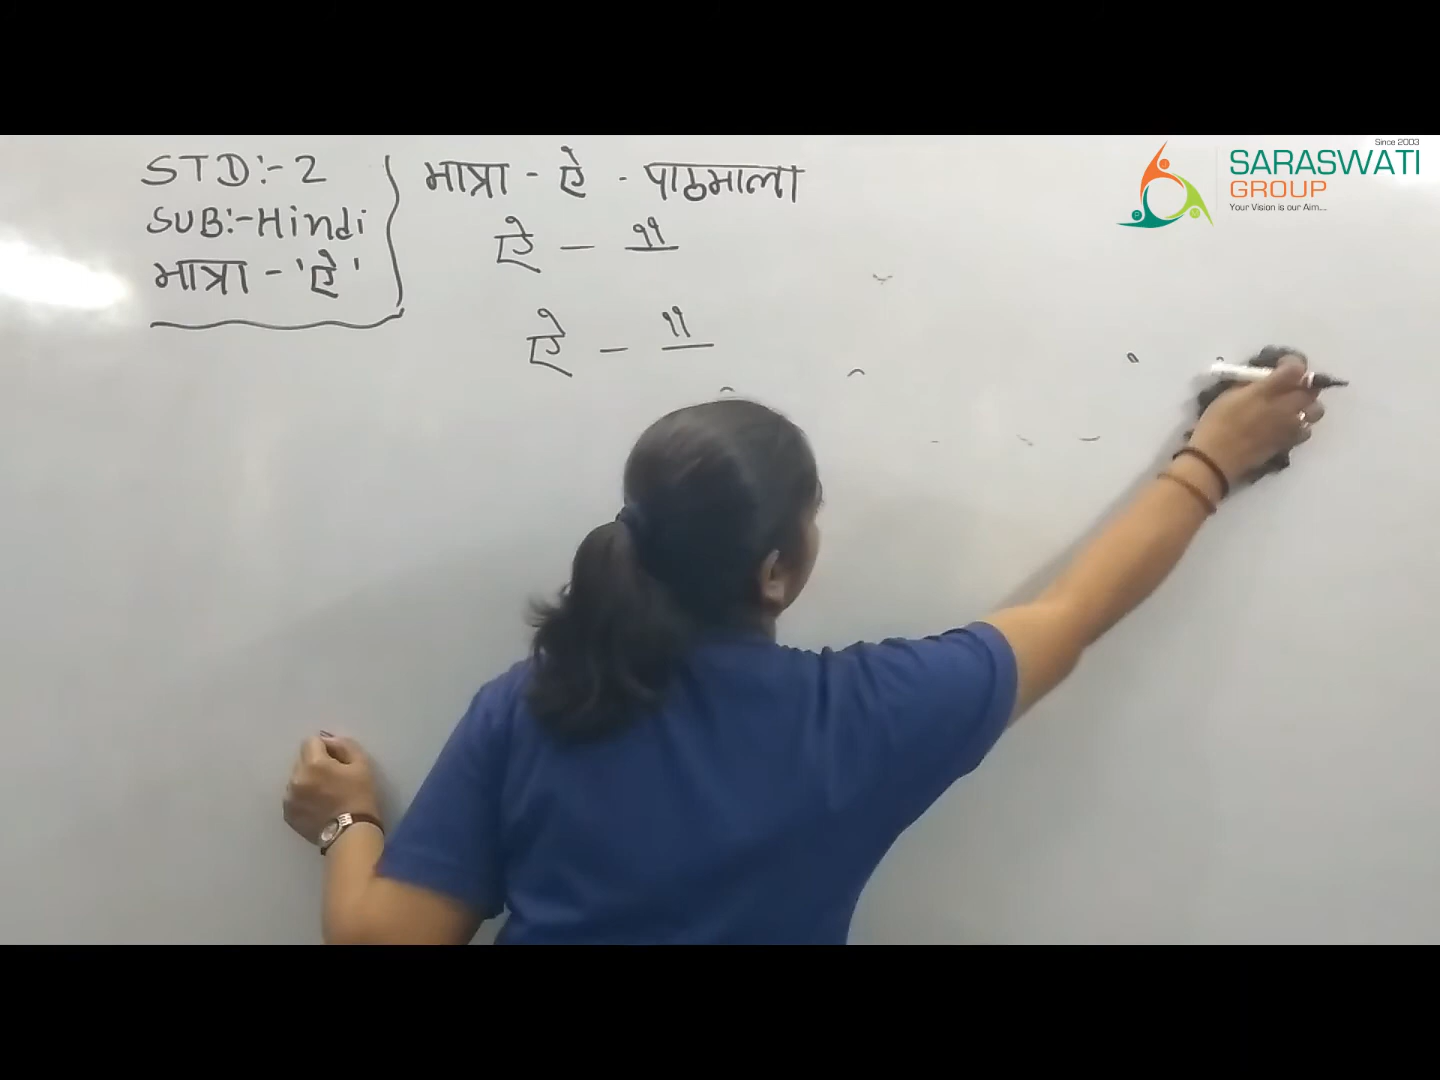 STD:-2
SUB:-Hindi
मात्रा - 'ऐ'
मात्रा - ऐ - पाठमाला
ऐ - ै
ऐ - ै
Since 2003
SARASWATI
GROUP
Your Vision is our Aim...